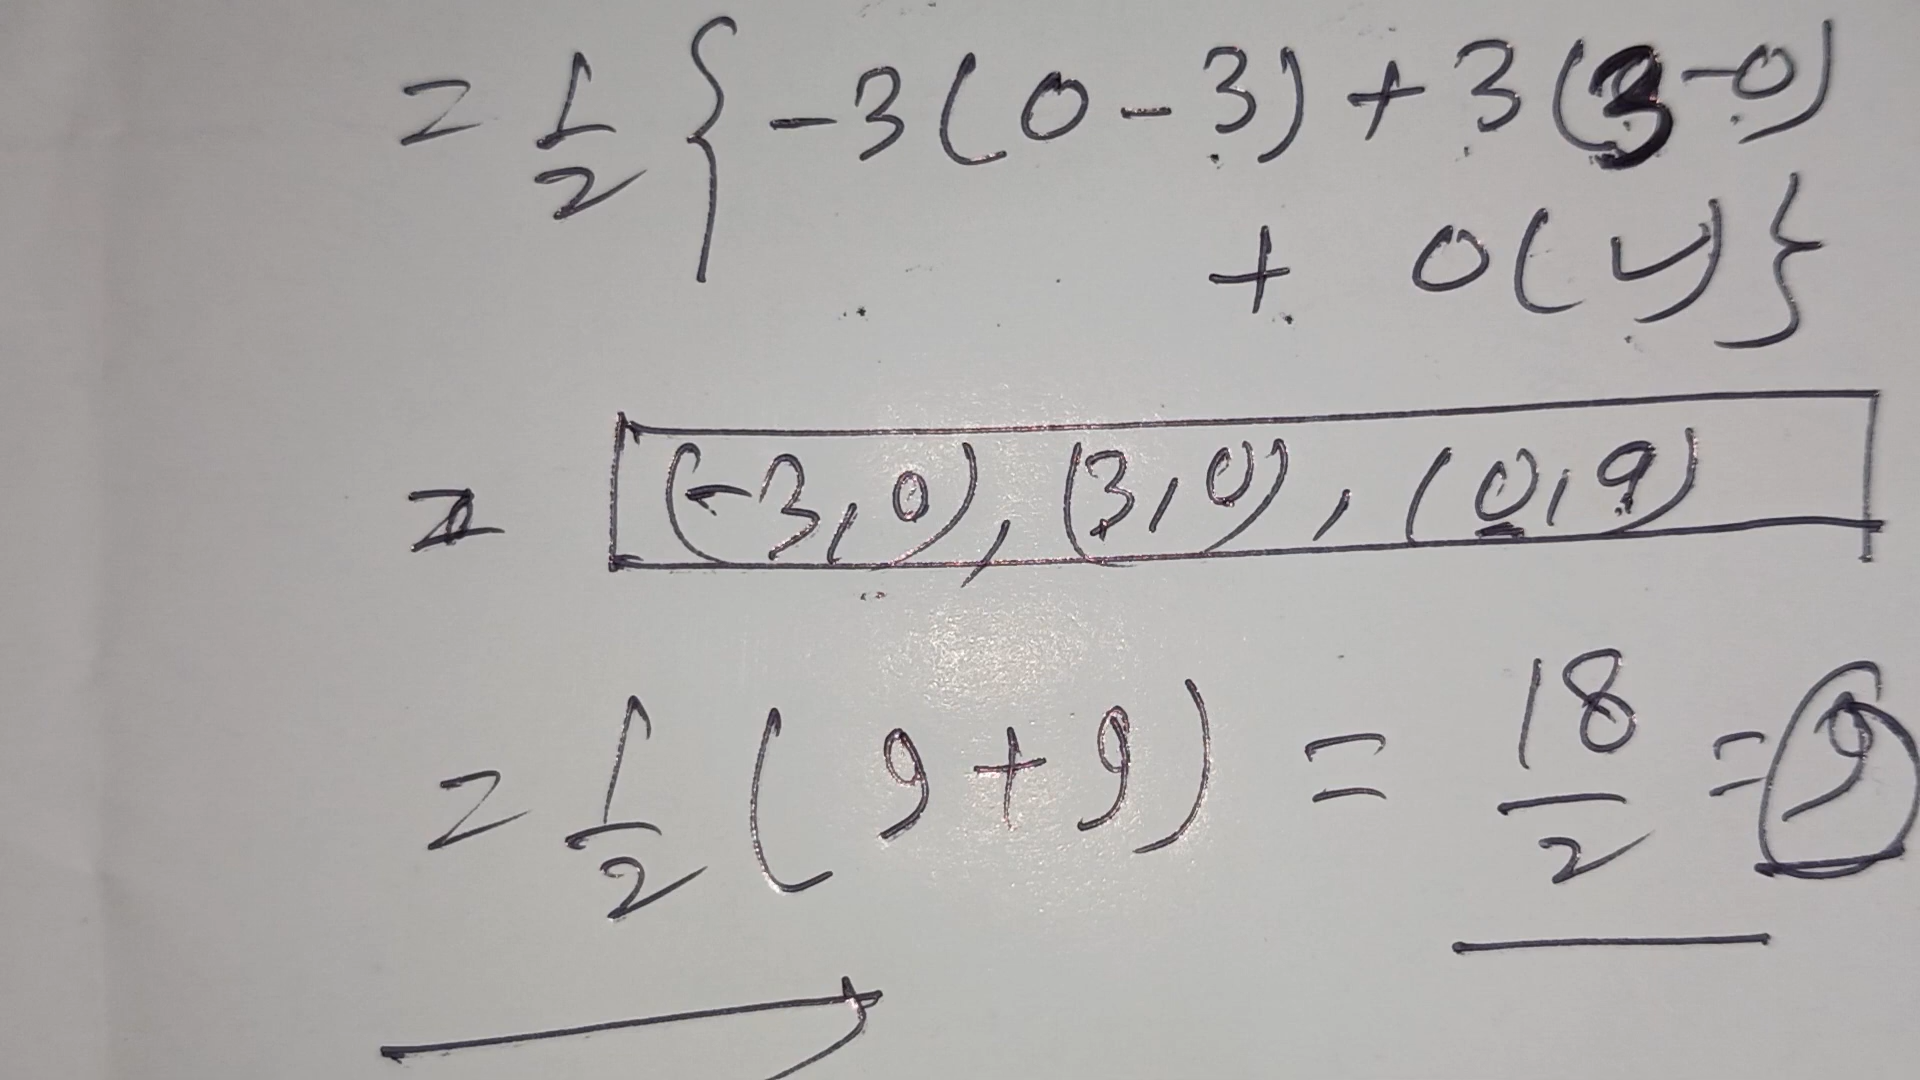 = 1/2 { -3(0-3) + 3(3-0)
+ 0( ) }
= (-3,0), (3,0), (0,9)
= 1/2 (9+9) = 18/2 = 9